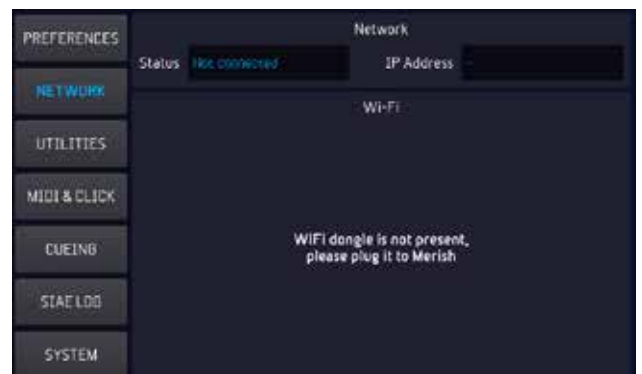 PREFERENCES
NETWORK
UTILITIES
MIDI & CLICK
CUEING
SIAE LOG
SYSTEM
Network
Status Not connected IP Address -
Wi-Fi
WiFi dongle is not present,
please plug it to Merish